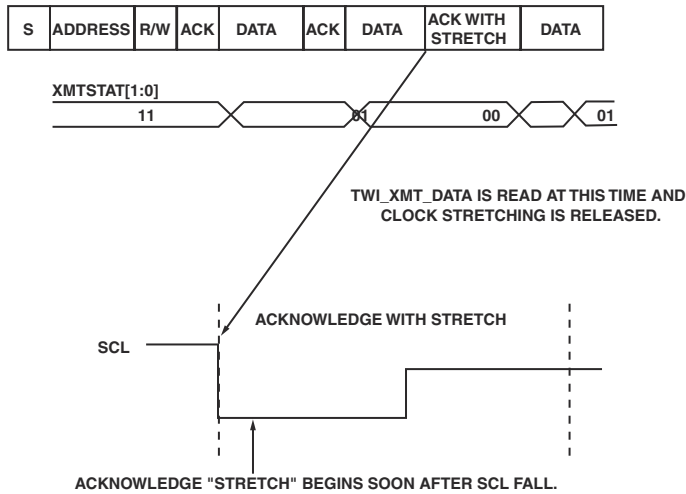 S ADDRESS R/W ACK DATA ACK DATA ACK WITH STRETCH DATA
XMTSTAT[1:0]
11 01 00 01
TWI_XMT_DATA IS READ AT THIS TIME AND
CLOCK STRETCHING IS RELEASED.
ACKNOWLEDGE WITH STRETCH
SCL
ACKNOWLEDGE "STRETCH" BEGINS SOON AFTER SCL FALL.